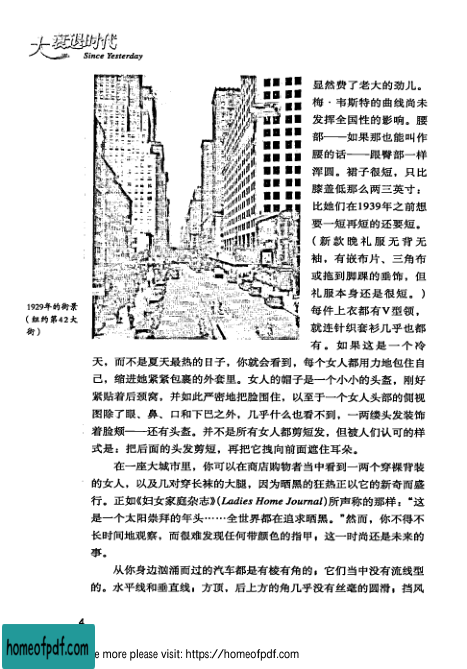 大衰退时代
Since Yesterday
显然费了老大的劲儿。
梅·韦斯特的曲线尚未
发挥全国性的影响。腰
部——如果那也能叫作
腰的话——跟臀部一样
浑圆。裙子很短，只比
膝盖低那么两三英寸；
比她们在1939年之前想
要一短再短的还要短。
（新款晚礼服无背无
袖，有嵌布片、三角布
或拖到脚踝的垂饰，但
礼服本身还是很短。）
每件上衣都有V型领，
就连针织套衫几乎也都
有。如果这是一个冷
1929年的街景
（纽约第42大
街）
天，而不是夏天最热的日子，你就会看到，每个女人都用力地包住自
己，缩进她紧紧包裹的外套里。女人的帽子是一个小小的头盔，刚好
紧贴着后颈窝，并如此严密地把脸围住，以至于一个女人头部的侧视
图除了眼、鼻、口和下巴之外，几乎什么也看不到，一两缕头发装饰
着脸颊——还有头盔。并不是所有女人都剪短发，但被人们认可的样
式是：把后面的头发剪短，再把它拽向前面遮住耳朵。
在一座大城市里，你可以在商店购物者当中看到一两个穿裸背装
的女人，以及几对穿长袜的大腿，因为晒黑的狂热正以它的新奇而盛
行。正如《妇女家庭杂志》(Ladies Home Journal)所声称的那样：“这
是一个太阳崇拜的年头……全世界都在追求晒黑。”然而，你不得不
长时间地观察，而很难发现任何带颜色的指甲；这一时尚还是未来的
事。
从你身边汹涌而过的汽车都是有棱有角的；它们当中没有流线型
的。水平线和垂直线；方顶，后上方的角几乎没有丝毫的圆滑；挡风
4
homeofpdf.com
e more please visit: https://homeofpdf.com